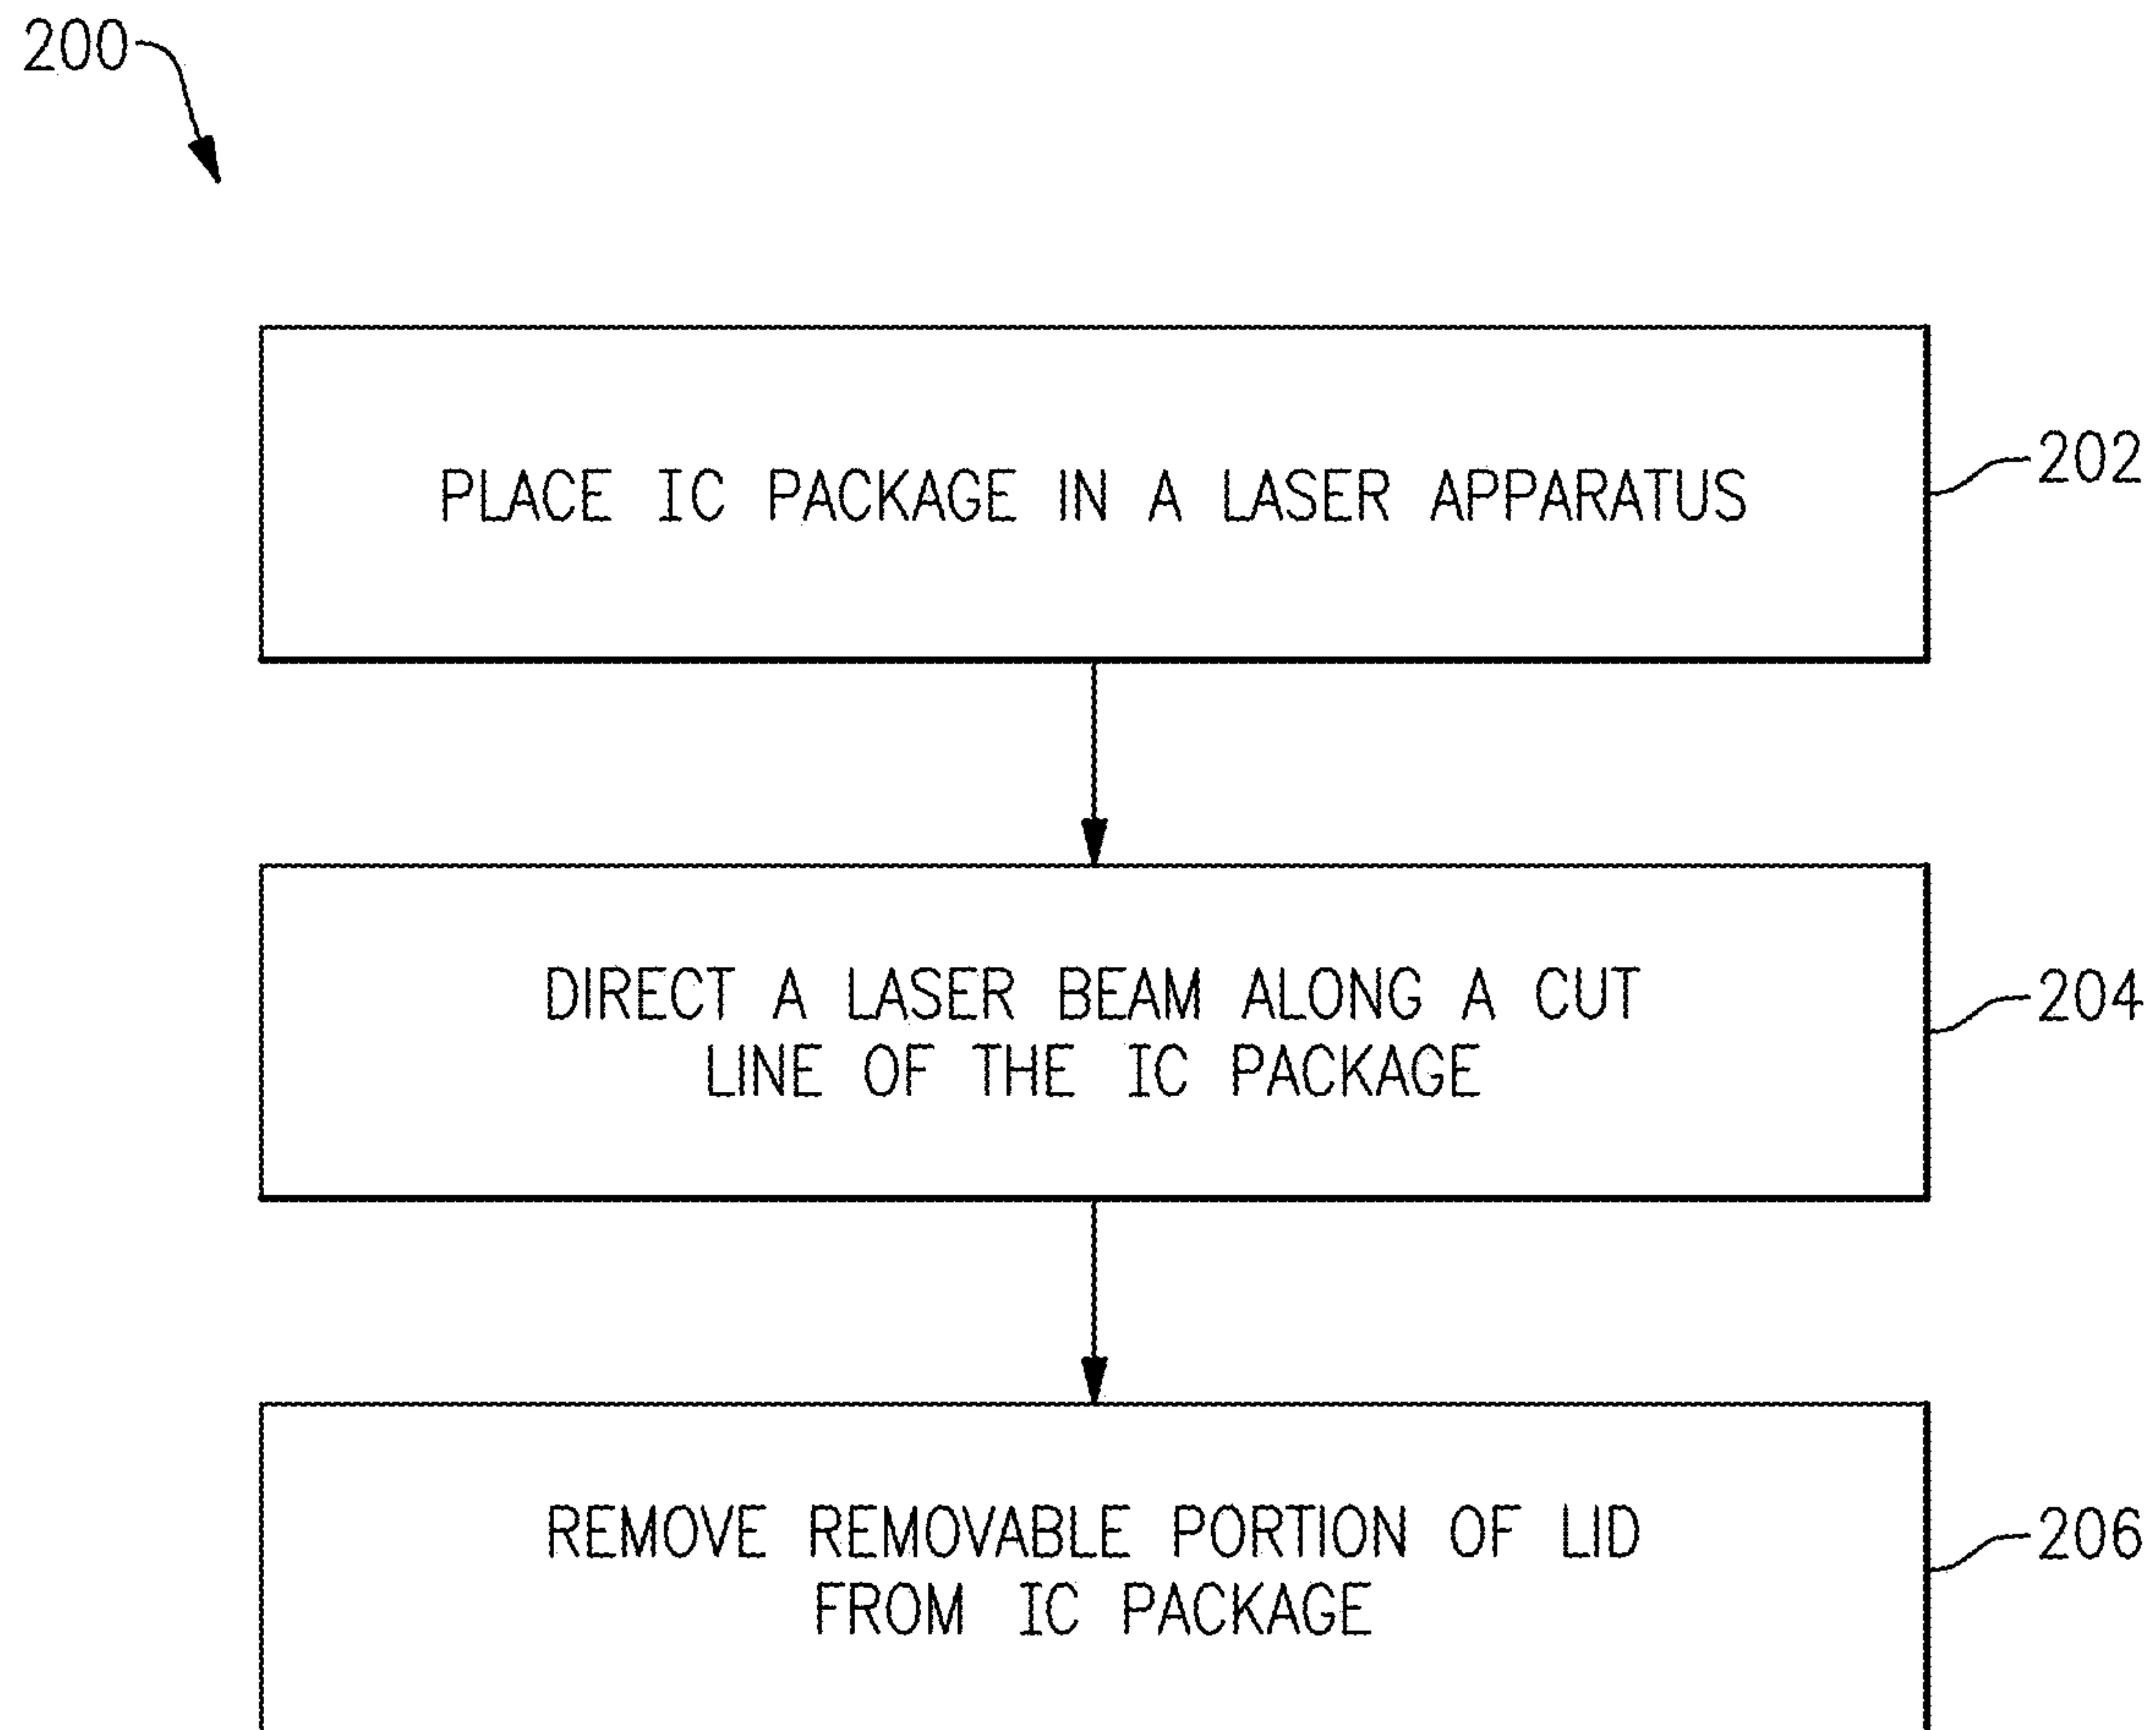 200
PLACE IC PACKAGE IN A LASER APPARATUS
202
DIRECT A LASER BEAM ALONG A CUT
LINE OF THE IC PACKAGE
204
REMOVE REMOVABLE PORTION OF LID
FROM IC PACKAGE
206